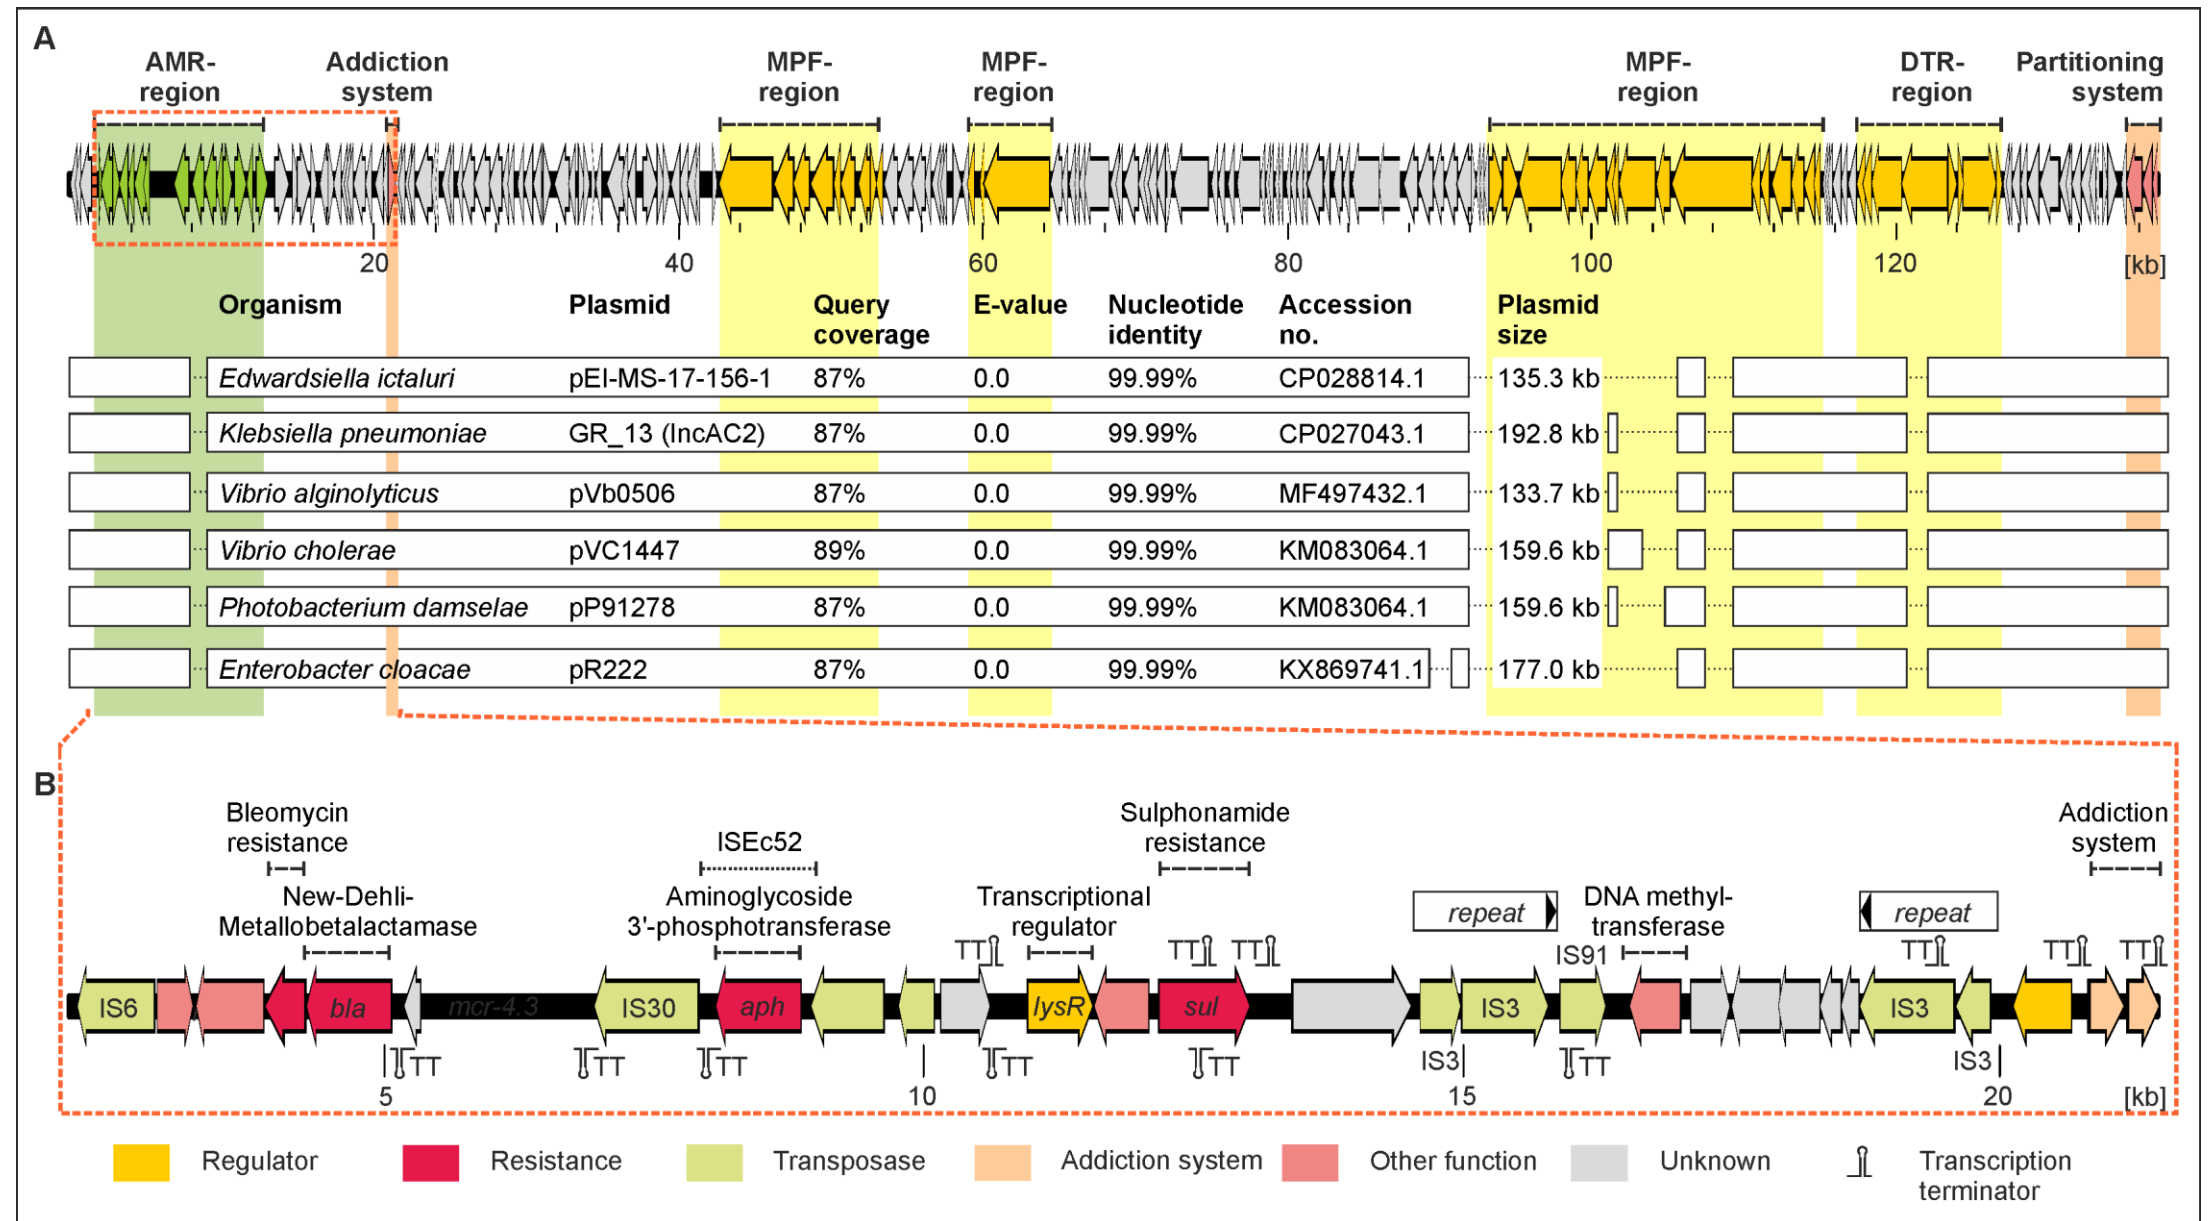 A
AMR-
region
Addiction
system
MPF-
region
MPF-
region
MPF-
region
DTR-
region
Partitioning
system
20 40 60 80 100 120 [kb]
Organism Plasmid Query coverage E-value Nucleotide identity Accession no. Plasmid size
Edwardsiella ictaluri pEI-MS-17-156-1 87% 0.0 99.99% CP028814.1 135.3 kb
Klebsiella pneumoniae GR_13 (IncAC2) 87% 0.0 99.99% CP027043.1 192.8 kb
Vibrio alginolyticus pVb0506 87% 0.0 99.99% MF497432.1 133.7 kb
Vibrio cholerae pVC1447 89% 0.0 99.99% KM083064.1 159.6 kb
Photobacterium damselae pP91278 87% 0.0 99.99% KM083064.1 159.6 kb
Enterobacter cloacae pR222 87% 0.0 99.99% KX869741.1 177.0 kb
B
Bleomycin
resistance
New-Dehli-
Metallobetalactamase
ISEc52
Aminoglycoside
3'-phosphotransferase
Transcriptional
regulator
Sulphonamide
resistance
repeat
DNA methyl-
transferase
repeat
Addiction
system
TT TT TT IS91 TT TT TT
IS6 bla mcr-4.3 IS30 aph lysR sul IS3 IS3
TT TT TT TT TT IS3 TT IS3
5 10 15 20 [kb]
Regulator Resistance Transposase Addiction system Other function Unknown Transcription
terminator